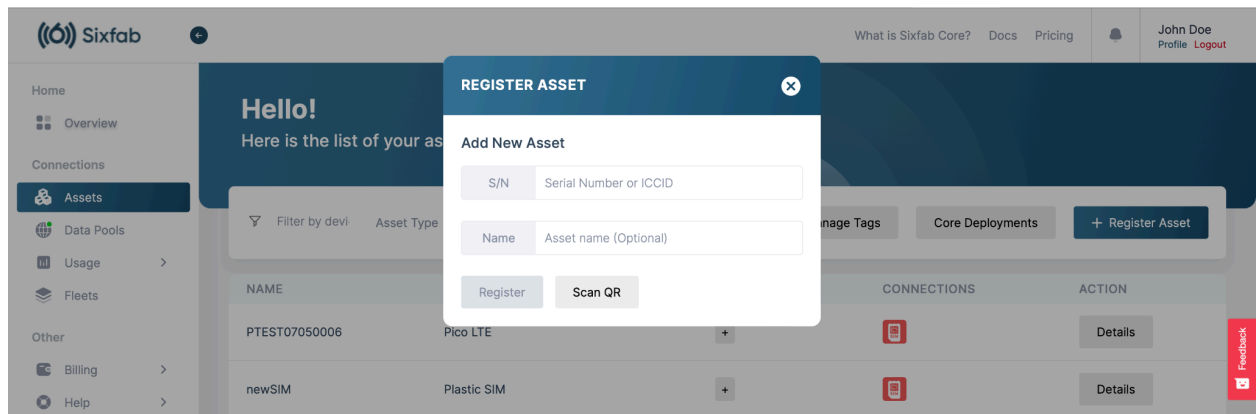 Sixfab
What is Sixfab Core? Docs Pricing
John Doe
Profile Logout
Home
Overview
Connections
Assets
Data Pools
Usage
Fleets
Other
Billing
Help
Hello!
Here is the list of your as
REGISTER ASSET
Add New Asset
S/N Serial Number or ICCID
Name Asset name (Optional)
Register Scan QR
Filter by devi Asset Type
nage Tags Core Deployments + Register Asset
NAME CONNECTIONS ACTION
PTEST07050006 Pico LTE + Details
newSIM Plastic SIM + Details
Feedback